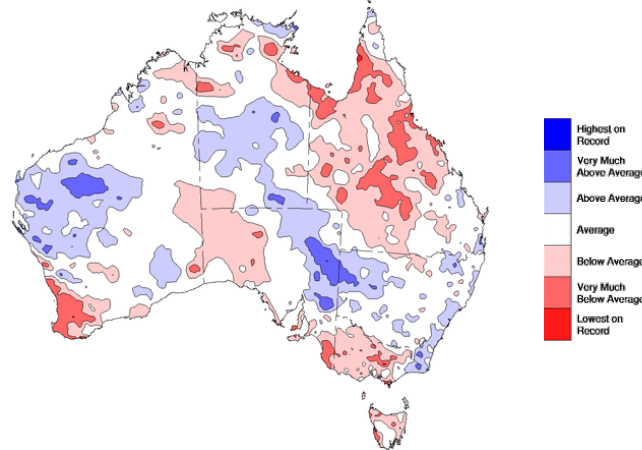 Highest on
Record
Very Much
Above Average
Above Average
Average
Below Average
Very Much
Below Average
Lowest on
Record